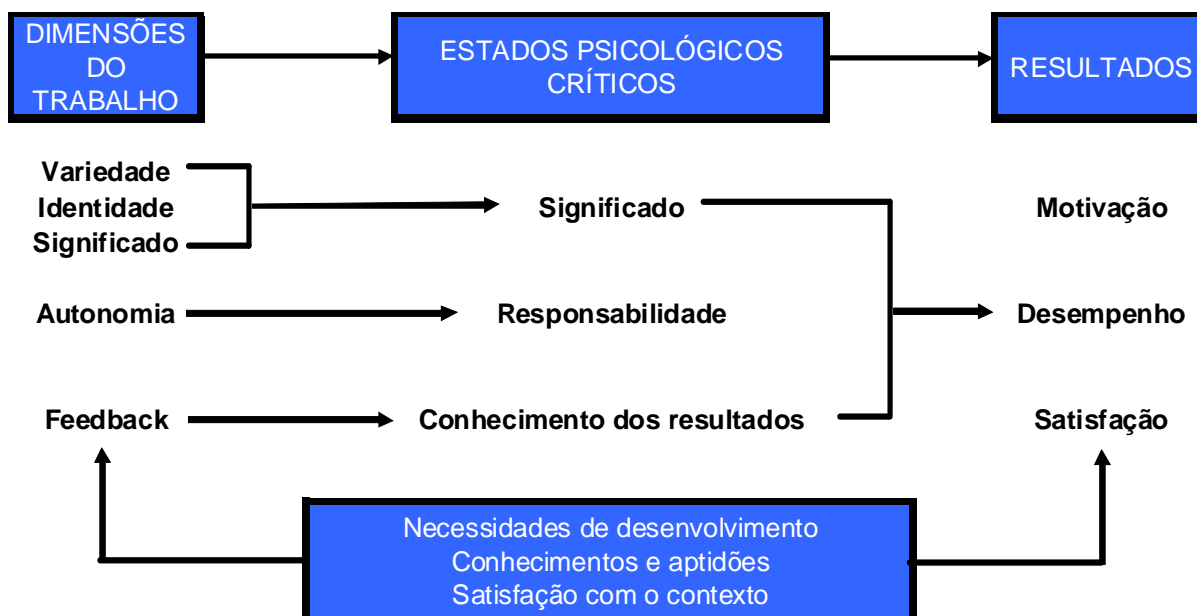 DIMENSÕES
DO
TRABALHO
ESTADOS PSICOLÓGICOS
CRÍTICOS
RESULTADOS
Variedade
Identidade
Significado
Significado
Motivação
Autonomia
Responsabilidade
Desempenho
Feedback
Conhecimento dos resultados
Satisfação
Necessidades de desenvolvimento
Conhecimentos e aptidões
Satisfação com o contexto